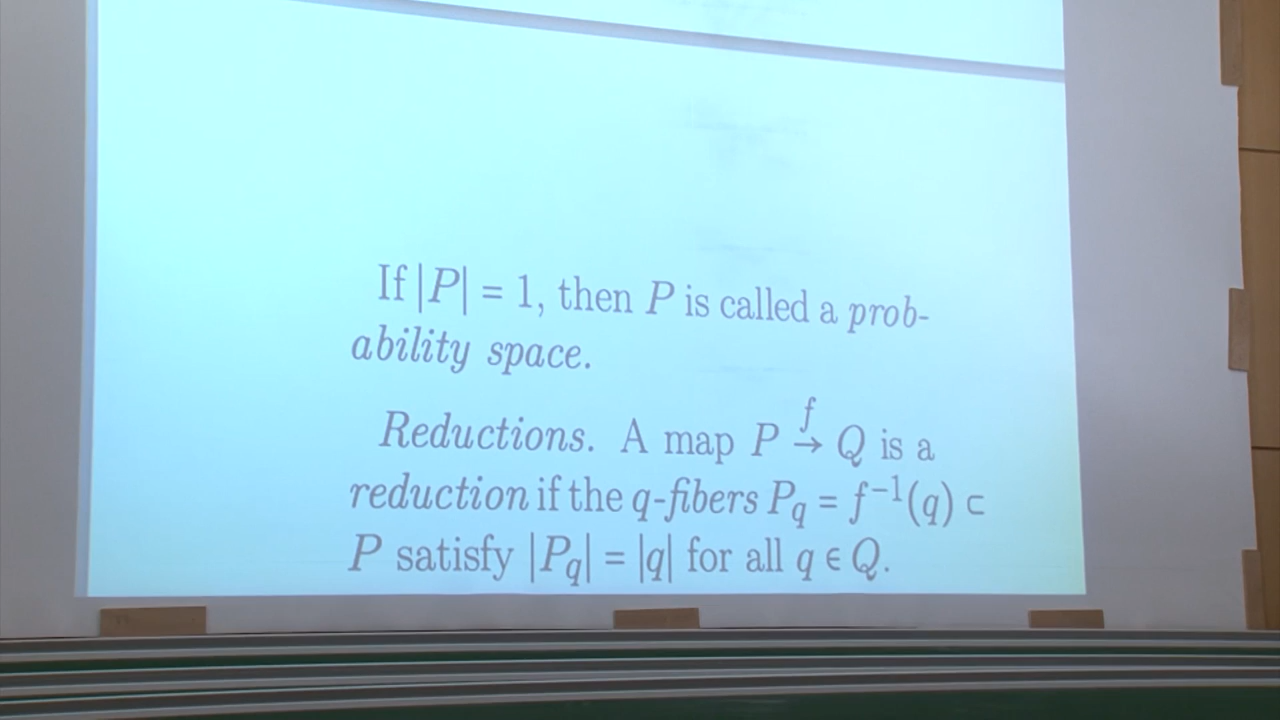 If |P| = 1, then P is called a prob-
ability space.
Reductions. A map P →^f Q is a
reduction if the q-fibers P_q = f^{-1}(q) ⊂
P satisfy |P_q| = |q| for all q ∈ Q.